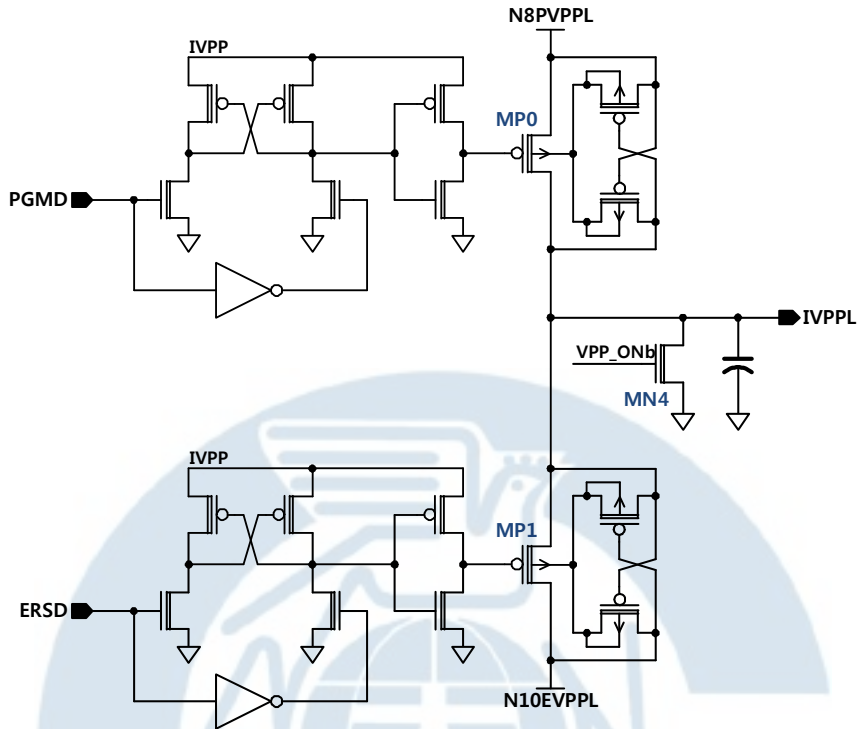 N8PVPPL
IVPP
MP0
PGMD
IVPPL
VPP_ONb
MN4
IVPP
MP1
ERSD
N10EVPPL